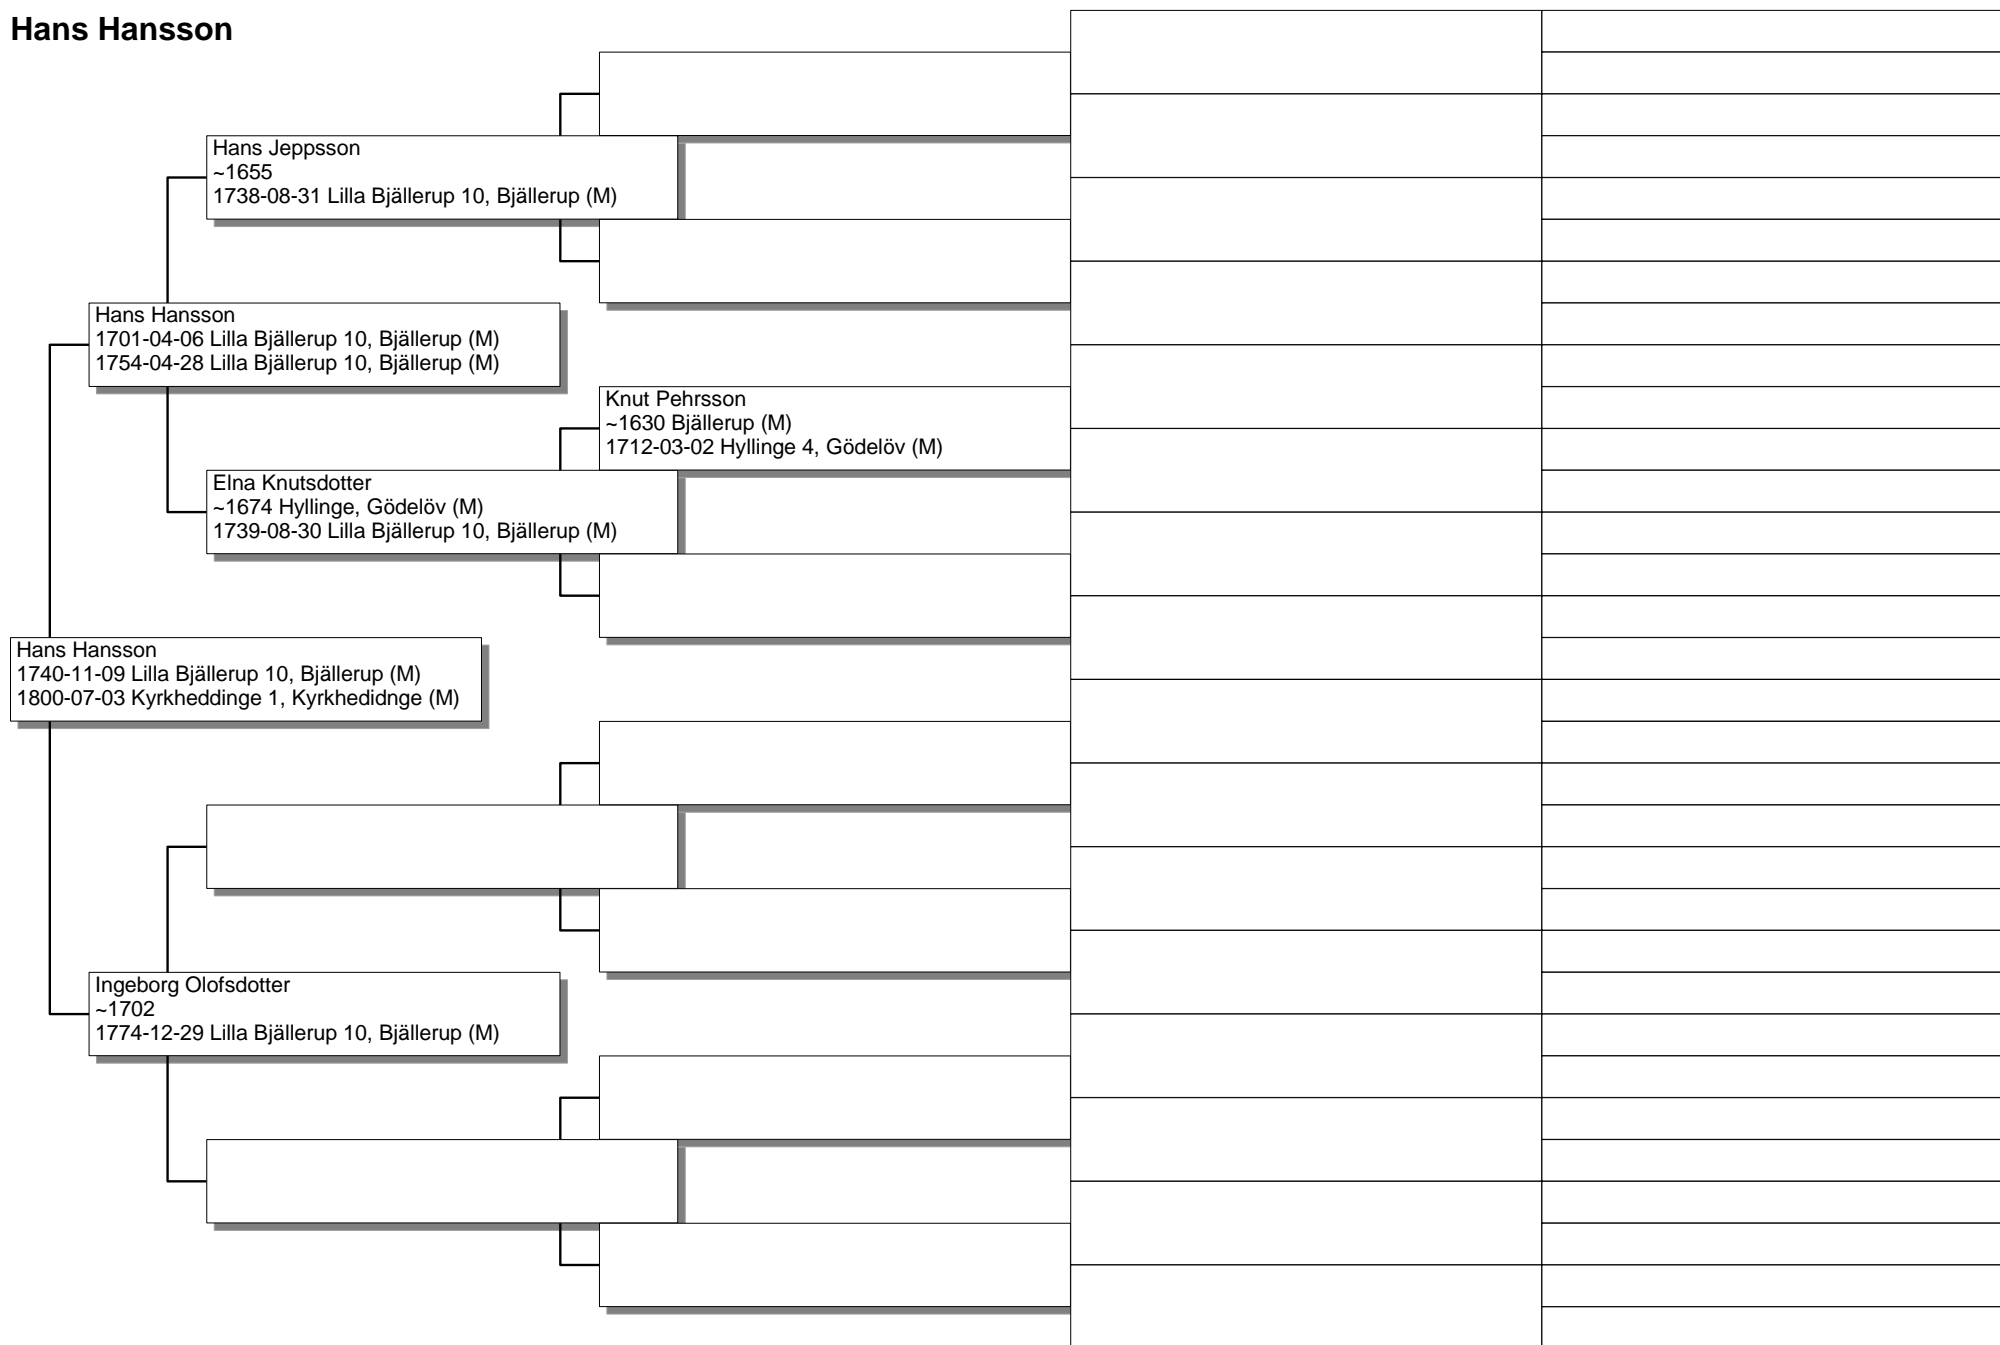 Hans Hansson
Hans Jeppsson
~1655
1738-08-31 Lilla Bjällerup 10, Bjällerup (M)
Hans Hansson
1701-04-06 Lilla Bjällerup 10, Bjällerup (M)
1754-04-28 Lilla Bjällerup 10, Bjällerup (M)
Knut Pehrsson
~1630 Bjällerup (M)
1712-03-02 Hyllinge 4, Gödelöv (M)
Elna Knutsdotter
~1674 Hyllinge, Gödelöv (M)
1739-08-30 Lilla Bjällerup 10, Bjällerup (M)
Hans Hansson
1740-11-09 Lilla Bjällerup 10, Bjällerup (M)
1800-07-03 Kyrkheddinge 1, Kyrkhedidnge (M)
Ingeborg Olofsdotter
~1702
1774-12-29 Lilla Bjällerup 10, Bjällerup (M)